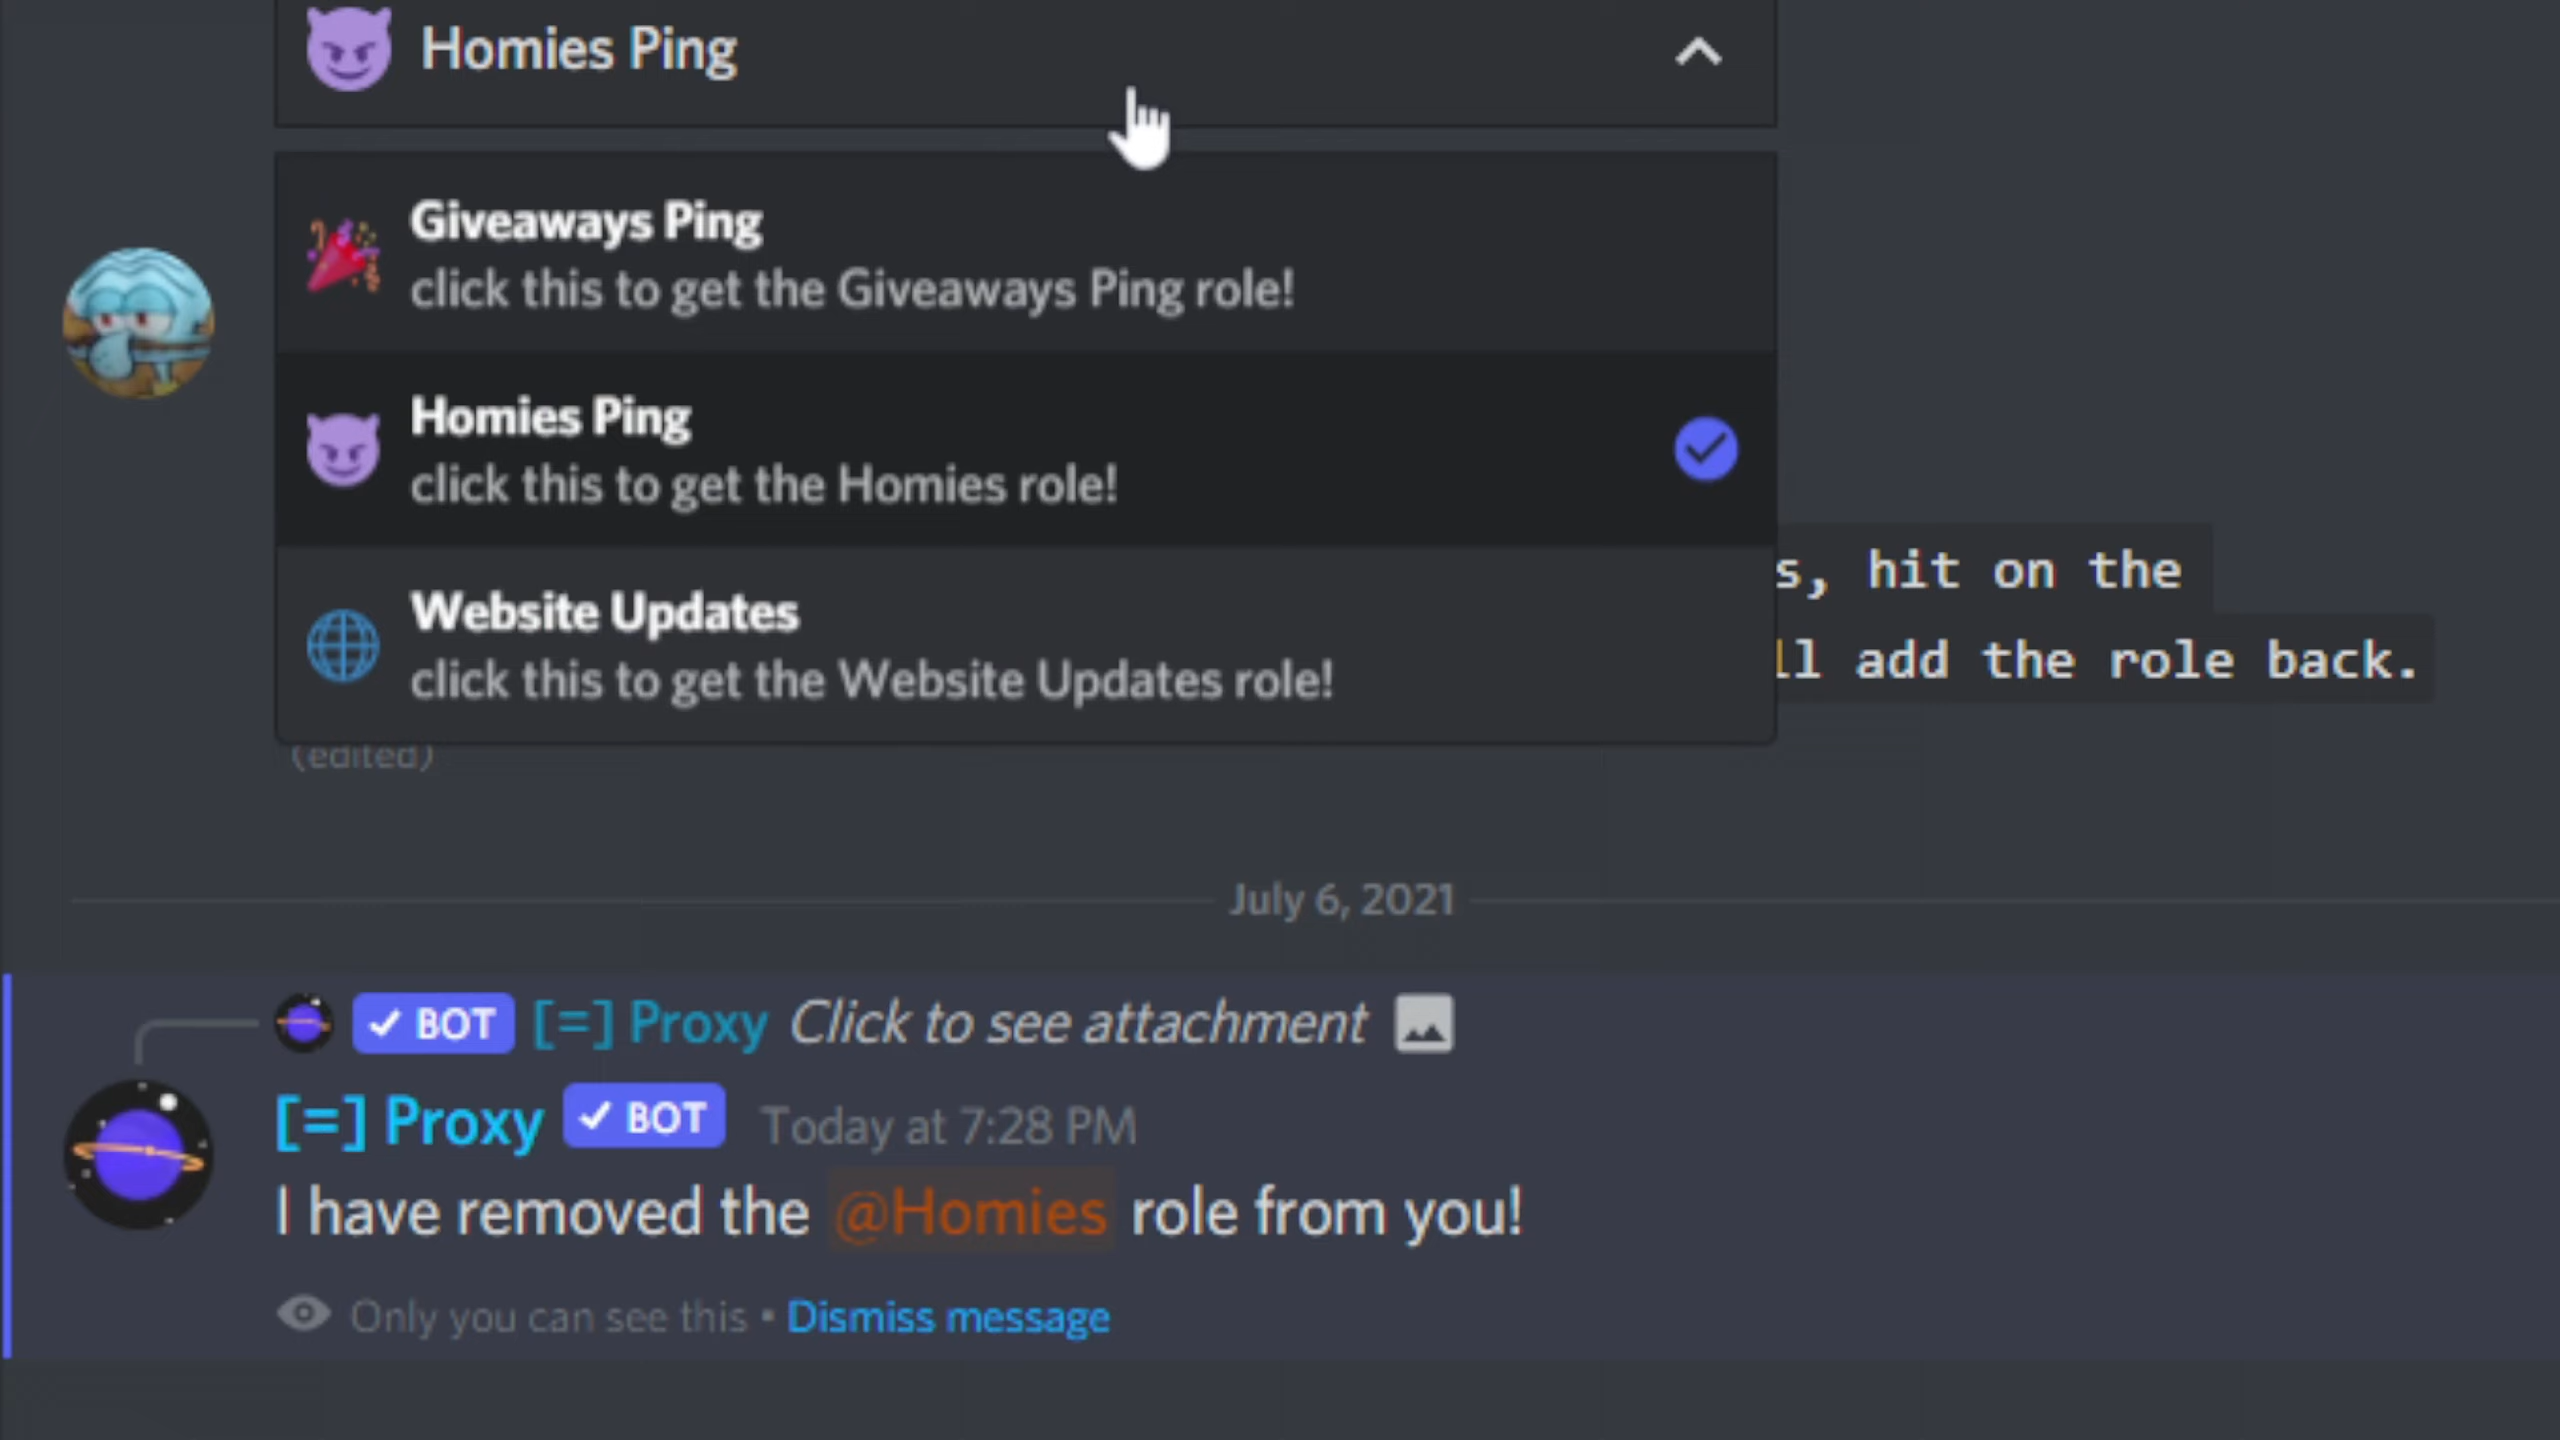 Homies Ping
Giveaways Ping
click this to get the Giveaways Ping role!
Homies Ping
click this to get the Homies role!
Website Updates
click this to get the Website Updates role!
, hit on the
add the role back.
(edited)
July 6, 2021
✓ BOT [=] Proxy Click to see attachment
[=] Proxy ✓ BOT Today at 7:28 PM
I have removed the @Homies role from you!
Only you can see this • Dismiss message